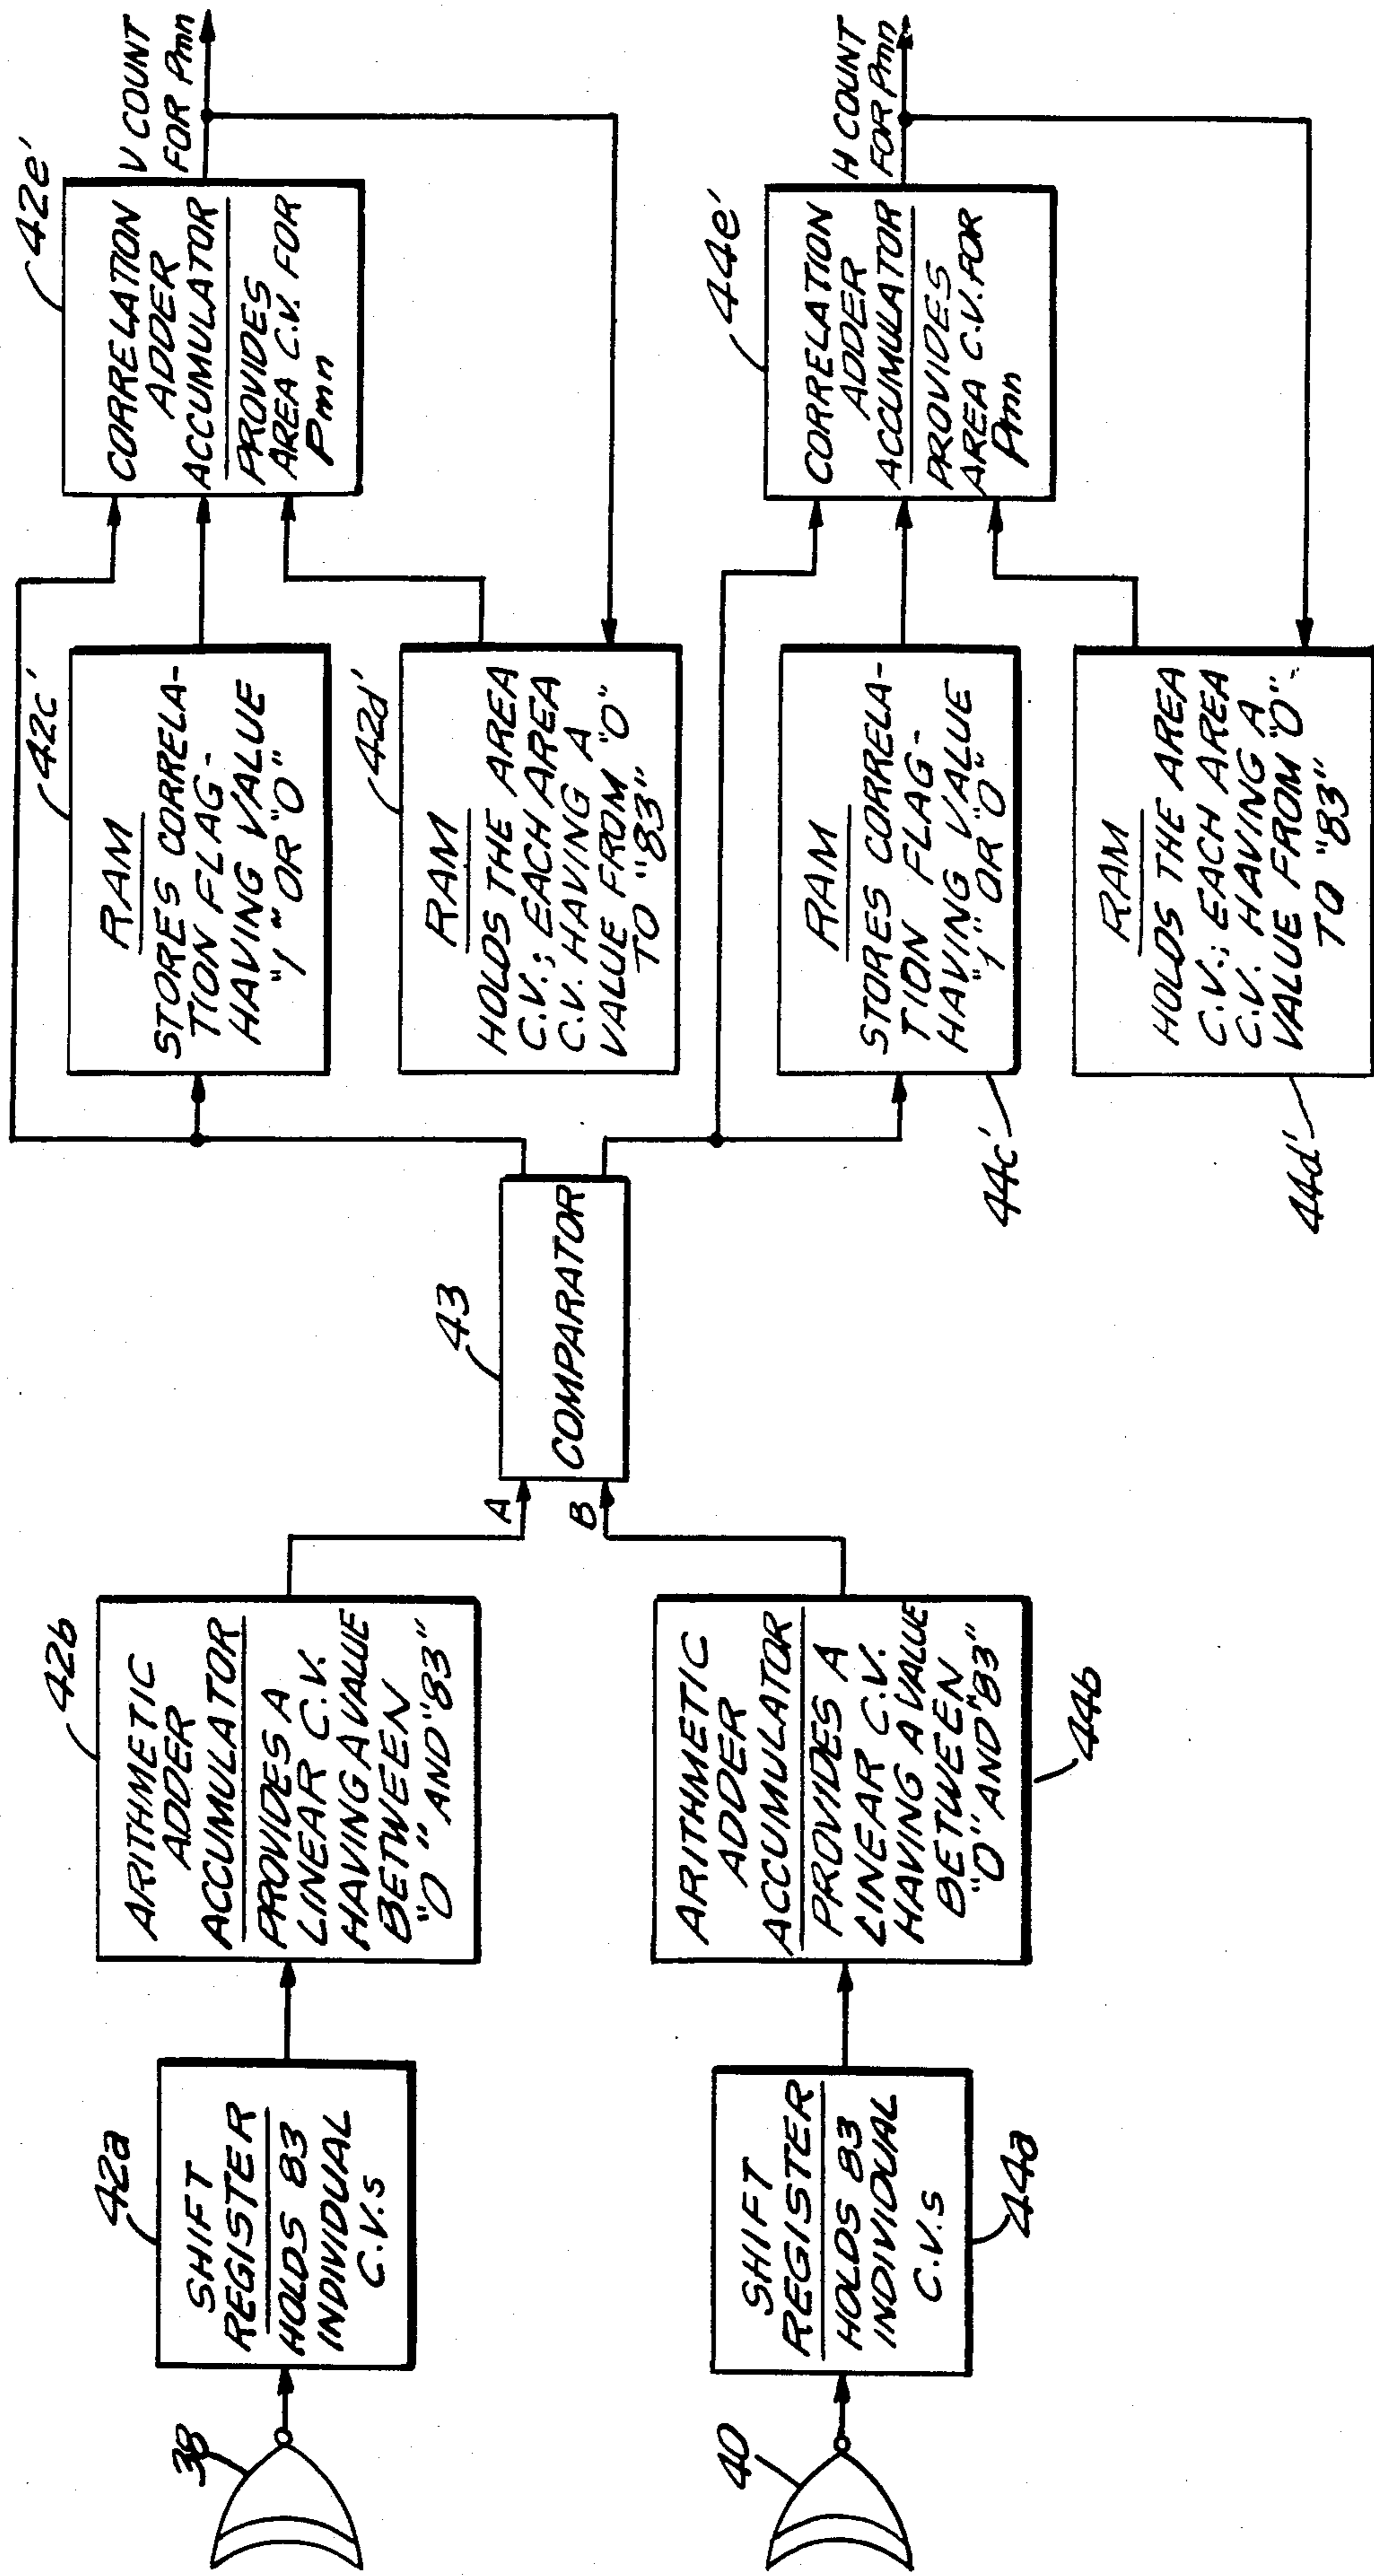 38
42a
SHIFT
REGISTER
HOLDS 83
INDIVIDUAL
C.V.s
42b
ARITHMETIC
ADDER
ACCUMULATOR
PROVIDES A
LINEAR C.V.
HAVING A VALUE
BETWEEN
"0" AND "83"
40
SHIFT
REGISTER
HOLDS 83
INDIVIDUAL
C.V.s
44a
ARITHMETIC
ADDER
ACCUMULATOR
PROVIDES A
LINEAR C.V.
HAVING A VALUE
BETWEEN
"0" AND "83"
44b
A
B
43
COMPARATOR
42c'
RAM
STORES CORRELA-
TION FLAG-
HAVING VALUE
"1" OR "0"
42d'
RAM
HOLDS THE AREA
C.V.; EACH AREA
C.V. HAVING A
VALUE FROM "0"
TO "83"
42e'
CORRELATION
ADDER
ACCUMULATOR
PROVIDES
AREA C.V. FOR
Pmn
V COUNT
FOR Pmn
RAM
STORES CORRELA-
TION FLAG-
HAVING VALUE
"1" OR "0"
44c'
RAM
HOLDS THE AREA
C.V.; EACH AREA
C.V. HAVING A
VALUE FROM "0"
TO "83"
44d'
44e'
CORRELATION
ADDER
ACCUMULATOR
PROVIDES
AREA C.V. FOR
Pmn
H COUNT
FOR Pmn